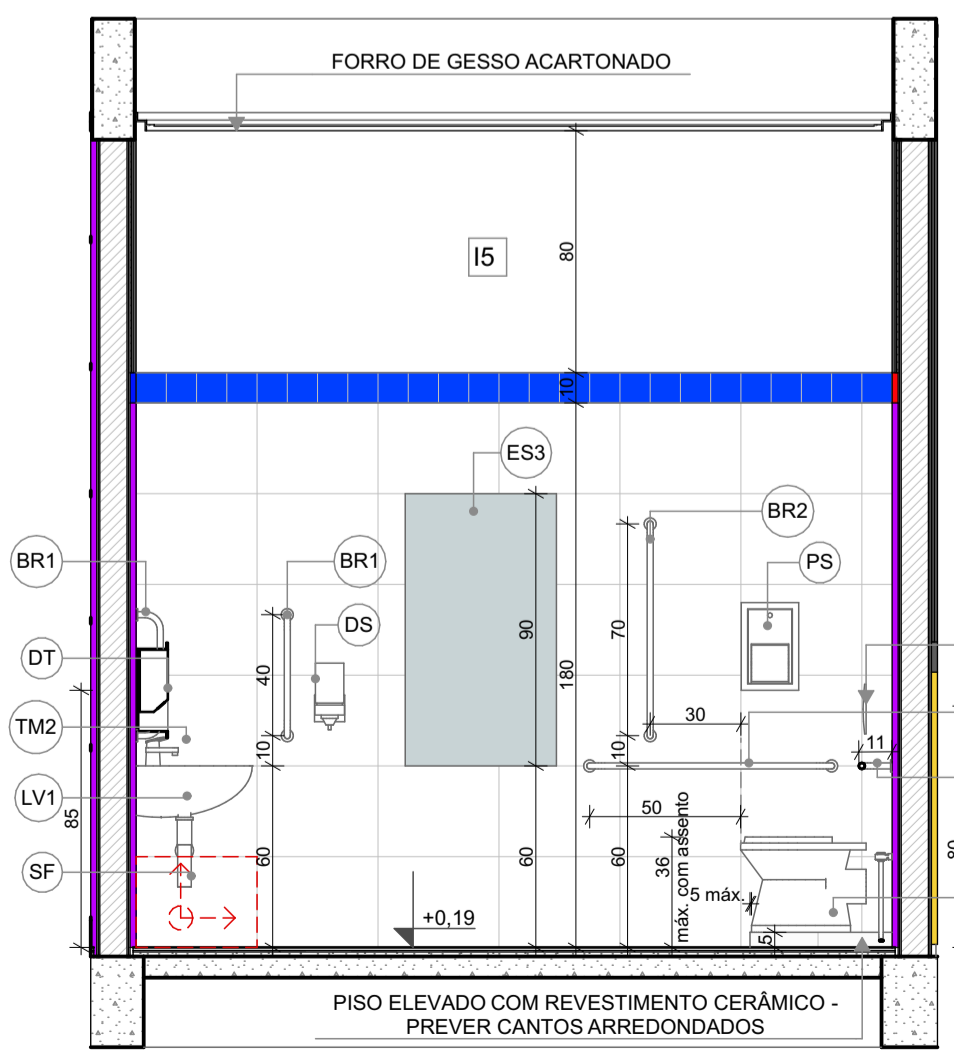 FORRO DE GESSO ACARTONADO
I5
80
10
ES3
BR2
BR1
BR1
PS
DS
DT
40
90
180
70
TM2
30
10
10
11
LV1
85
50
SF
60
60
60
36
máx. com assento
5 máx.
80
+0,19
5
PISO ELEVADO COM REVESTIMENTO CERÂMICO -
PREVER CANTOS ARREDONDADOS